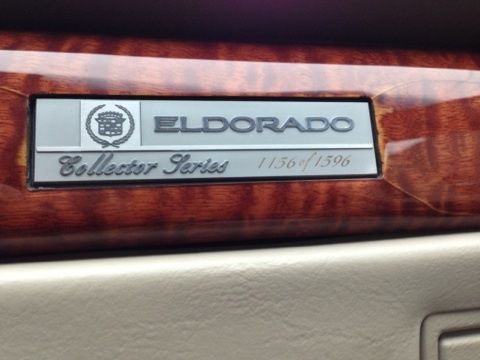 ELDORADO
Collector Series 1156 of 1596